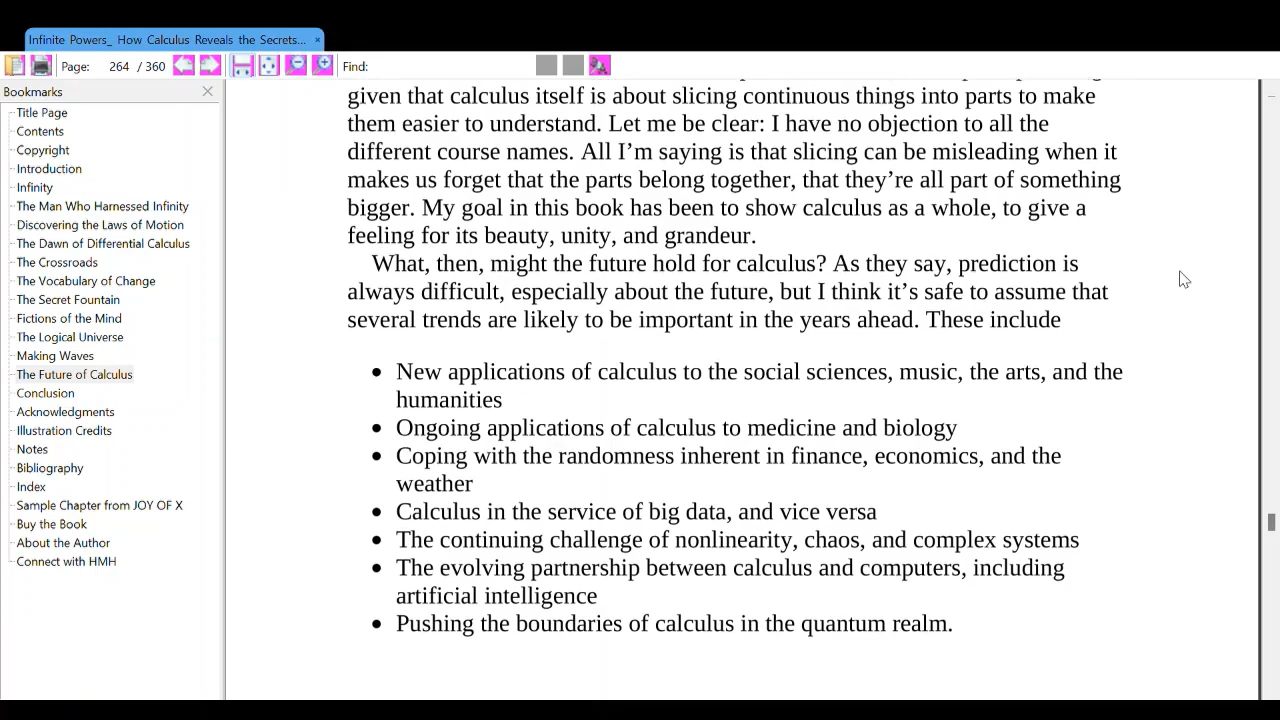 Infinite Powers_ How Calculus Reveals the Secrets... ×
Page: 264 / 360 Find:
Bookmarks
Title Page
Contents
Copyright
Introduction
Infinity
The Man Who Harnessed Infinity
Discovering the Laws of Motion
The Dawn of Differential Calculus
The Crossroads
The Vocabulary of Change
The Secret Fountain
Fictions of the Mind
The Logical Universe
Making Waves
The Future of Calculus
Conclusion
Acknowledgments
Illustration Credits
Notes
Bibliography
Index
Sample Chapter from JOY OF X
Buy the Book
About the Author
Connect with HMH
given that calculus itself is about slicing continuous things into parts to make
them easier to understand. Let me be clear: I have no objection to all the
different course names. All I’m saying is that slicing can be misleading when it
makes us forget that the parts belong together, that they’re all part of something
bigger. My goal in this book has been to show calculus as a whole, to give a
feeling for its beauty, unity, and grandeur.
What, then, might the future hold for calculus? As they say, prediction is
always difficult, especially about the future, but I think it’s safe to assume that
several trends are likely to be important in the years ahead. These include
• New applications of calculus to the social sciences, music, the arts, and the
humanities
• Ongoing applications of calculus to medicine and biology
• Coping with the randomness inherent in finance, economics, and the
weather
• Calculus in the service of big data, and vice versa
• The continuing challenge of nonlinearity, chaos, and complex systems
• The evolving partnership between calculus and computers, including
artificial intelligence
• Pushing the boundaries of calculus in the quantum realm.